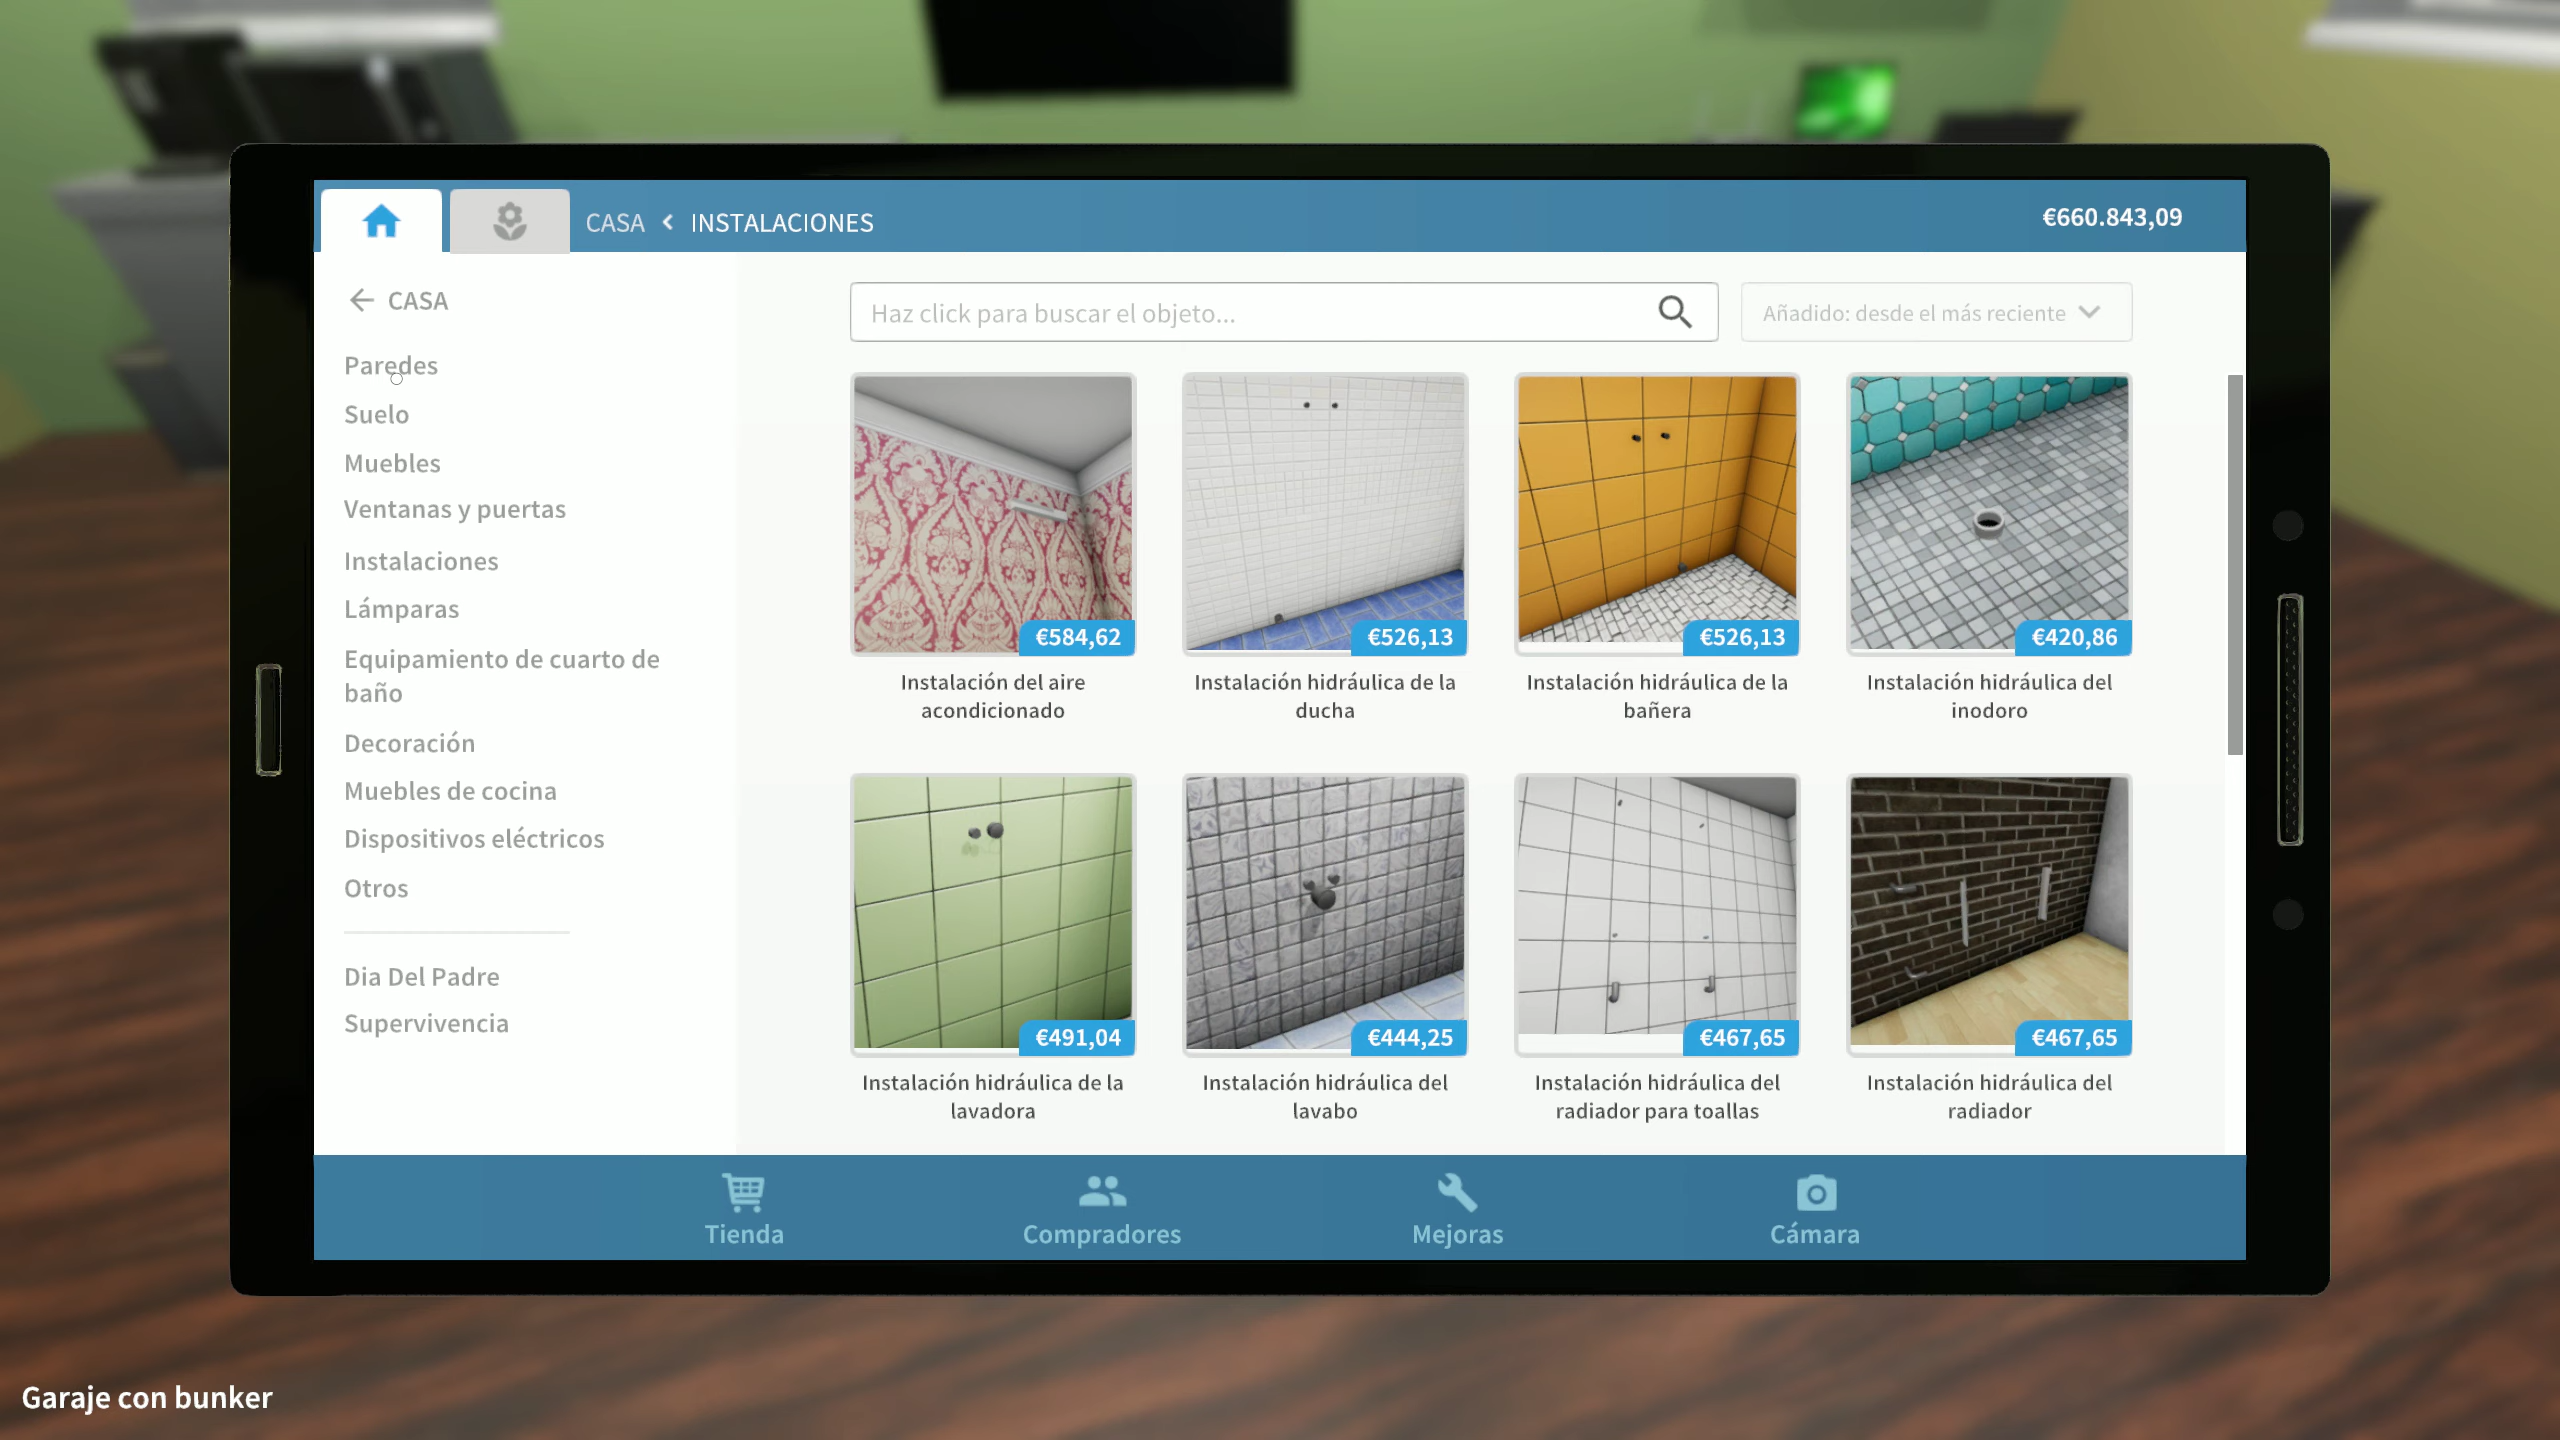 CASA < INSTALACIONES
€660.843,09
CASA
Paredes
Suelo
Muebles
Ventanas y puertas
Instalaciones
Lámparas
Equipamiento de cuarto de
baño
Decoración
Muebles de cocina
Dispositivos eléctricos
Otros
Dia Del Padre
Supervivencia
Haz click para buscar el objeto...
Añadido: desde el más reciente
€584,62
Instalación del aire
acondicionado
€526,13
Instalación hidráulica de la
ducha
€526,13
Instalación hidráulica de la
bañera
€420,86
Instalación hidráulica del
inodoro
€491,04
Instalación hidráulica de la
lavadora
€444,25
Instalación hidráulica del
lavabo
€467,65
Instalación hidráulica del
radiador para toallas
€467,65
Instalación hidráulica del
radiador
Tienda
Compradores
Mejoras
Cámara
Garaje con bunker